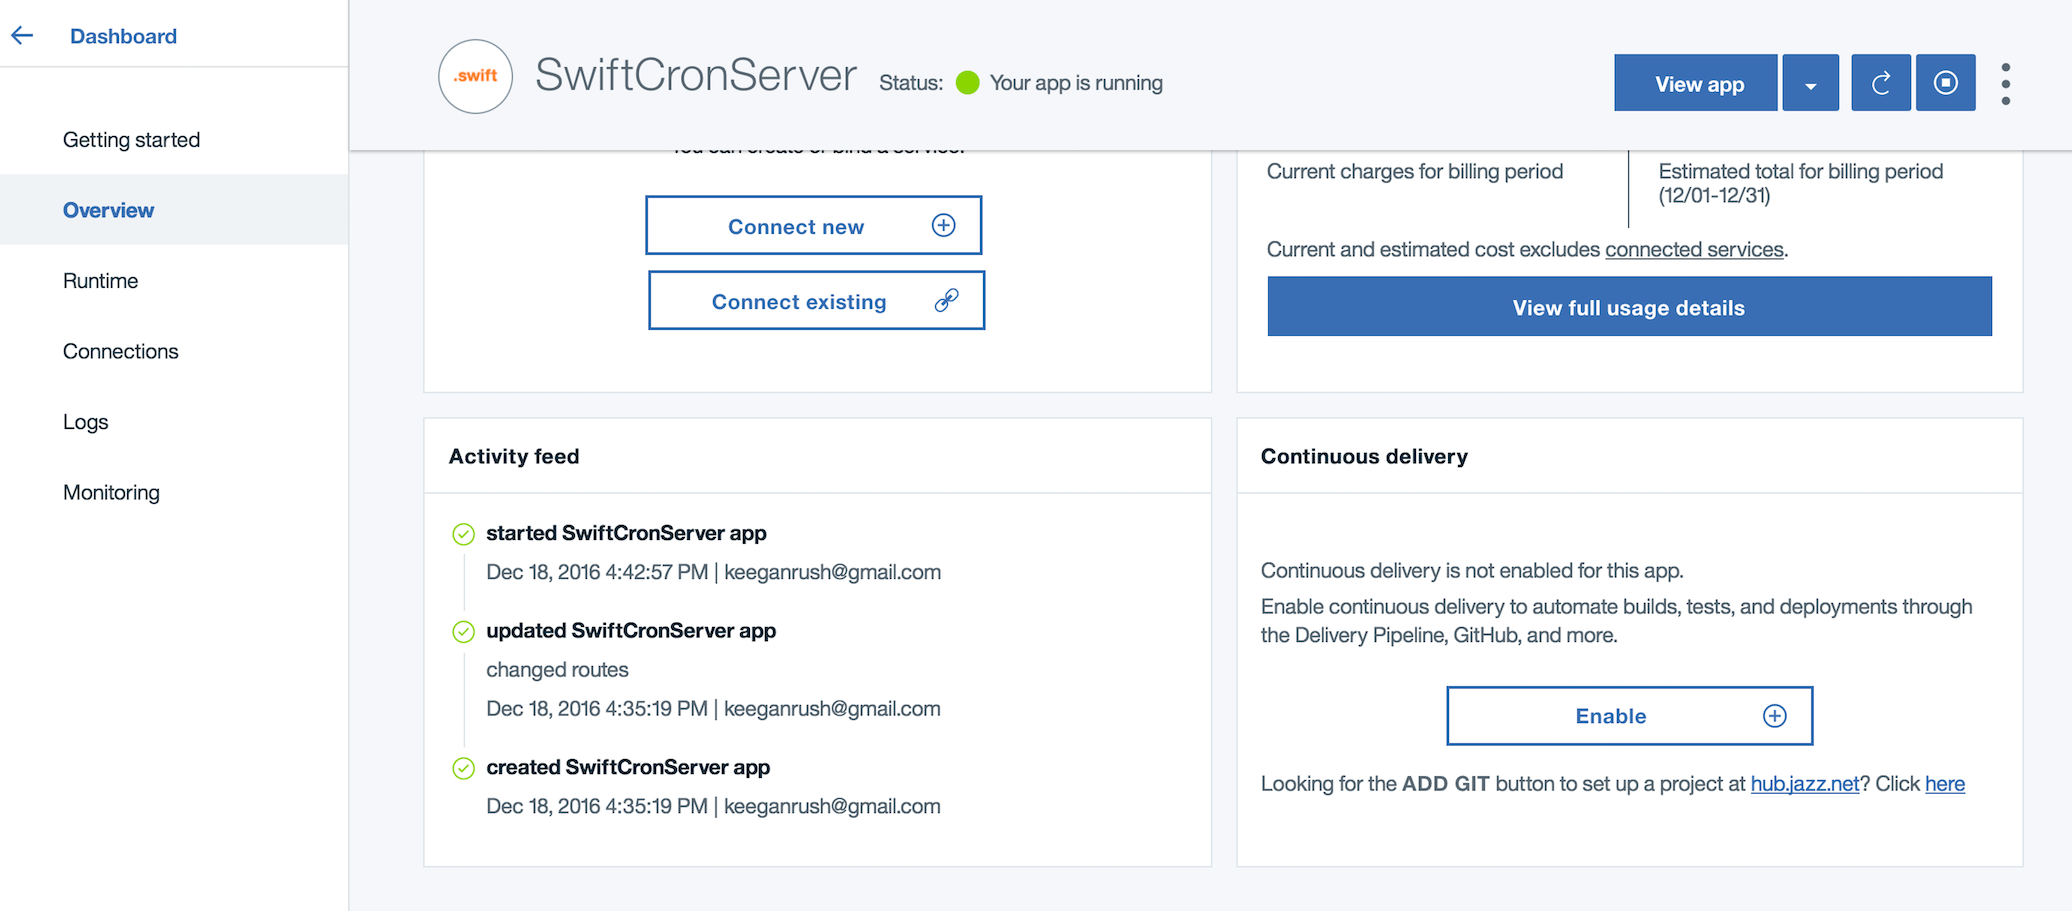 Dashboard
Getting started
Overview
Runtime
Connections
Logs
Monitoring
.swift
SwiftCronServer
Status: Your app is running
View app
You can create or bind a service.
Connect new
Connect existing
Current charges for billing period
Estimated total for billing period
(12/01-12/31)
Current and estimated cost excludes connected services.
View full usage details
Activity feed
started SwiftCronServer app
Dec 18, 2016 4:42:57 PM | keeganrush@gmail.com
updated SwiftCronServer app
changed routes
Dec 18, 2016 4:35:19 PM | keeganrush@gmail.com
created SwiftCronServer app
Dec 18, 2016 4:35:19 PM | keeganrush@gmail.com
Continuous delivery
Continuous delivery is not enabled for this app.
Enable continuous delivery to automate builds, tests, and deployments through
the Delivery Pipeline, GitHub, and more.
Enable
Looking for the ADD GIT button to set up a project at hub.jazz.net? Click here